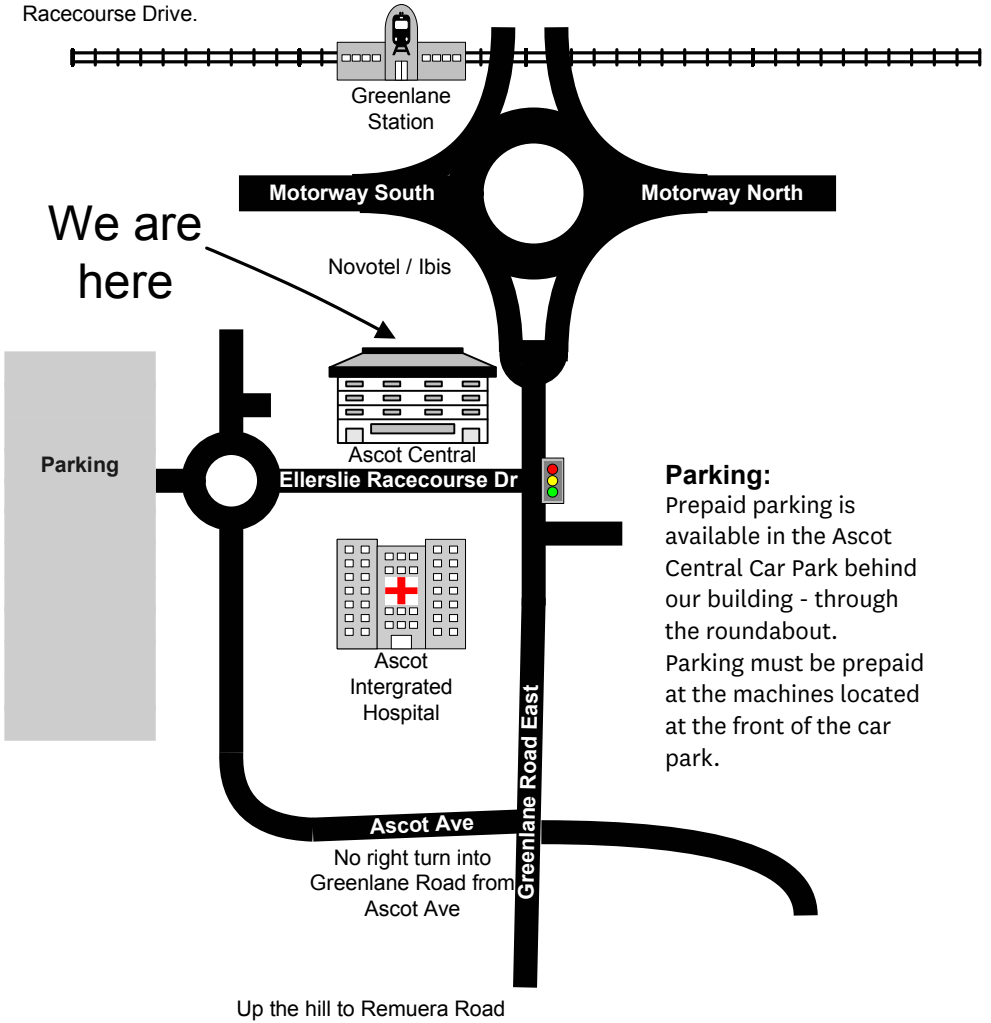 Racecourse Drive.
Greenlane
Station
Motorway South
Motorway North
We are
here
Novotel / Ibis
Parking
Ascot Central
Ellerslie Racecourse Dr
Parking:
Prepaid parking is
available in the Ascot
Central Car Park behind
our building - through
the roundabout.
Parking must be prepaid
at the machines located
at the front of the car
park.
Ascot
Intergrated
Hospital
Greenlane Road East
Ascot Ave
No right turn into
Greenlane Road from
Ascot Ave
Up the hill to Remuera Road